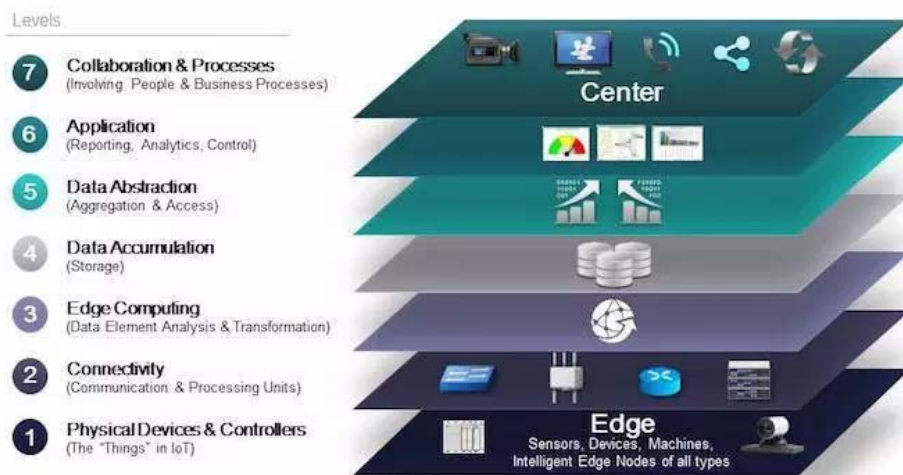 Levels
7
Collaboration & Processes
(Involving People & Business Processes)
6
Application
(Reporting, Analytics, Control)
5
Data Abstraction
(Aggregation & Access)
4
Data Accumulation
(Storage)
3
Edge Computing
(Data Element Analysis & Transformation)
2
Connectivity
(Communication & Processing Units)
1
Physical Devices & Controllers
(The "Things" in IoT)
Center
Edge
Sensors, Devices, Machines,
Intelligent Edge Nodes of all types